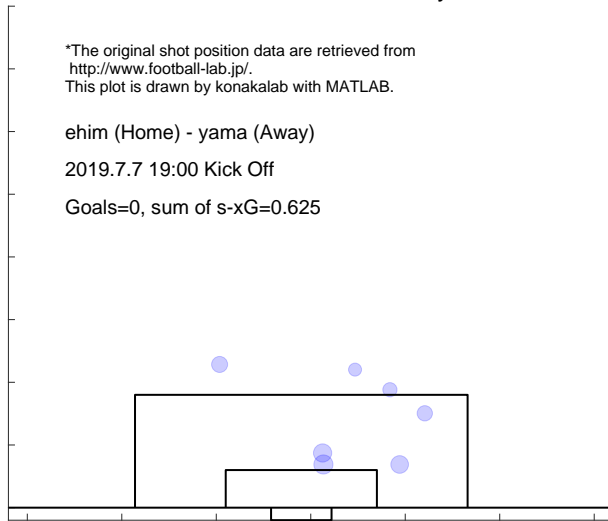 *The original shot position data are retrieved from
http://www.football-lab.jp/.
This plot is drawn by konakalab with MATLAB.
ehim (Home) - yama (Away)
2019.7.7 19:00 Kick Off
Goals=0, sum of s-xG=0.625